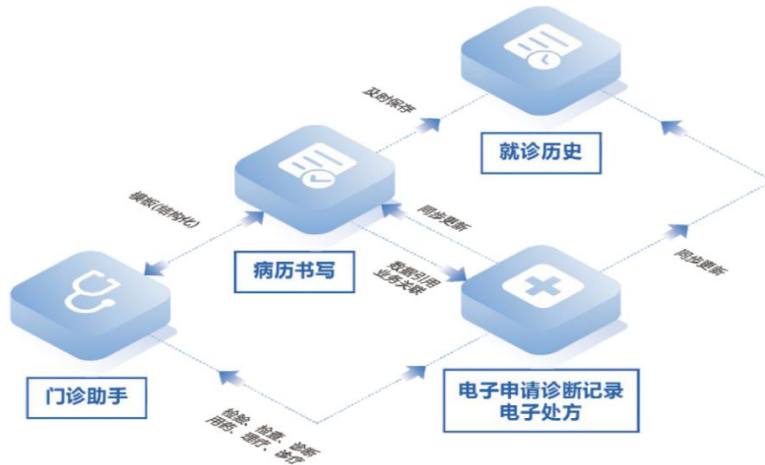 及时保存
就诊历史
模板(结构化)
同步更新
病历书写
数据引用
业务关联
同步更新
门诊助手
电子申请诊断记录
电子处方
检验、检查、诊断
用药、理疗、诊疗